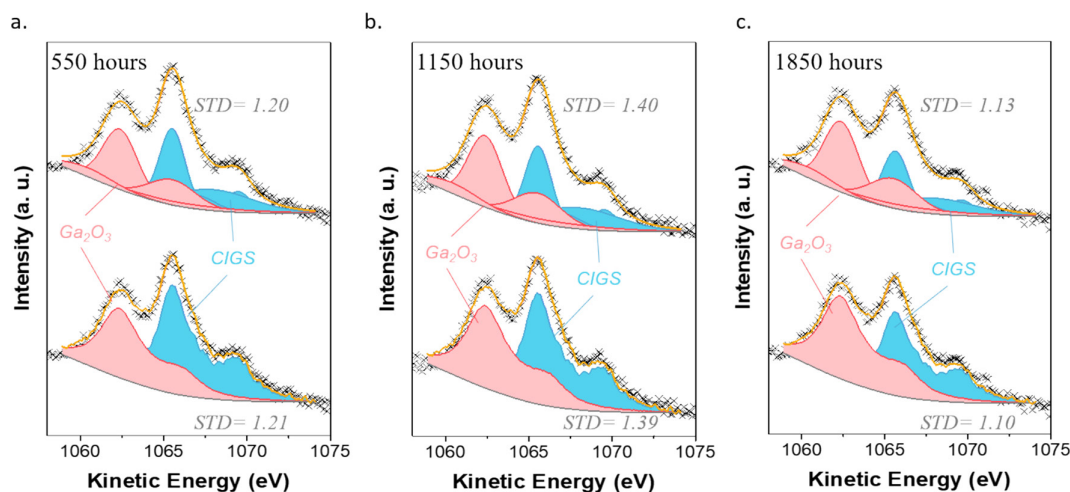 a.
b.
c.
550 hours
1150 hours
1850 hours
STD= 1.20
STD= 1.40
STD= 1.13
Ga₂O₃
CIGS
Ga₂O₃
CIGS
Ga₂O₃
CIGS
STD= 1.21
STD= 1.39
STD= 1.10
Intensity (a. u.)
Intensity (a. u.)
Intensity (a. u.)
1060 1065 1070 1075
1060 1065 1070 1075
1060 1065 1070 1075
Kinetic Energy (eV)
Kinetic Energy (eV)
Kinetic Energy (eV)